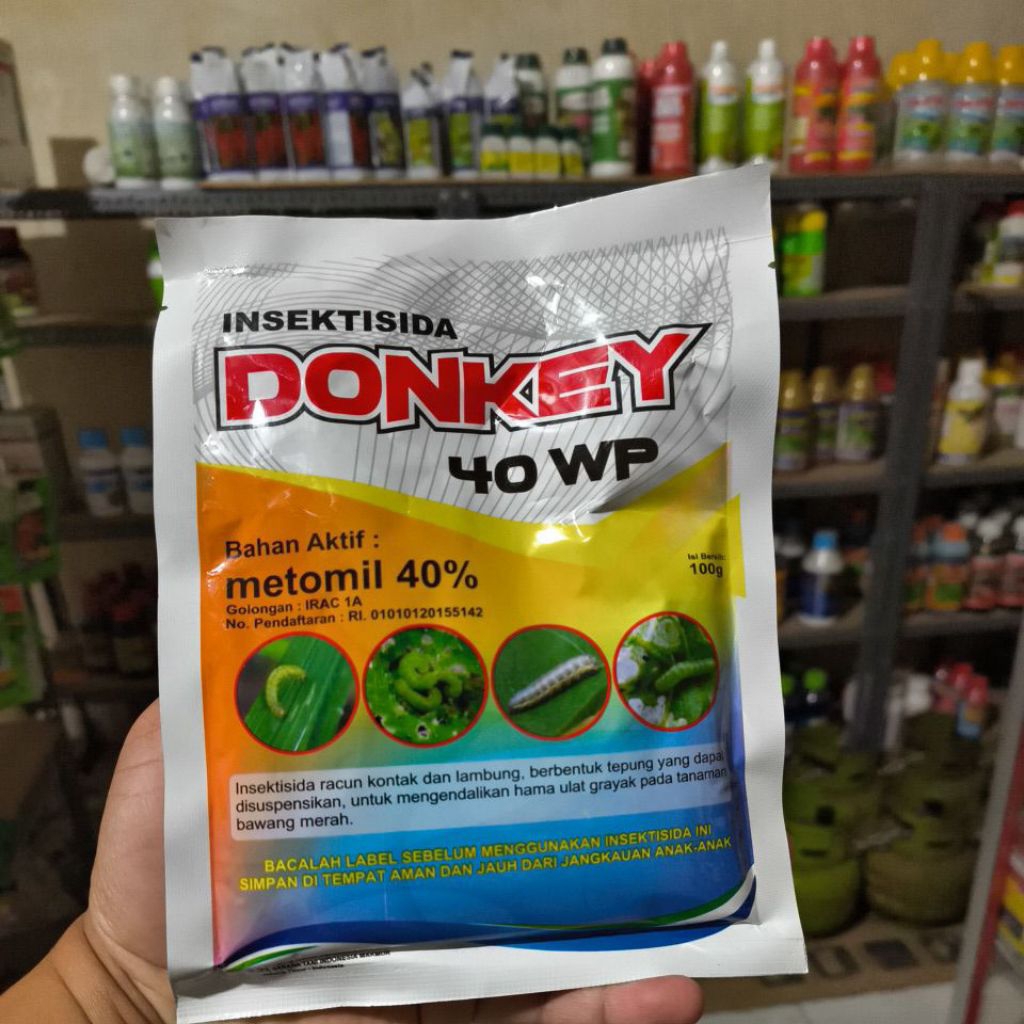 INSEKTISIDA
DONKEY
40 WP
Bahan Aktif :
metomil 40%
Golongan : IRAC 1A
No. Pendaftaran : RI. 01010120155142
Isi Bersih:
100g
Insektisida racun kontak dan lambung, berbentuk tepung yang dapat
disuspensikan, untuk mengendalikan hama ulat grayak pada tanaman
bawang merah.
BACALAH LABEL SEBELUM MENGGUNAKAN INSEKTISIDA INI
SIMPAN DI TEMPAT AMAN DAN JAUH DARI JANGKAUAN ANAK-ANAK